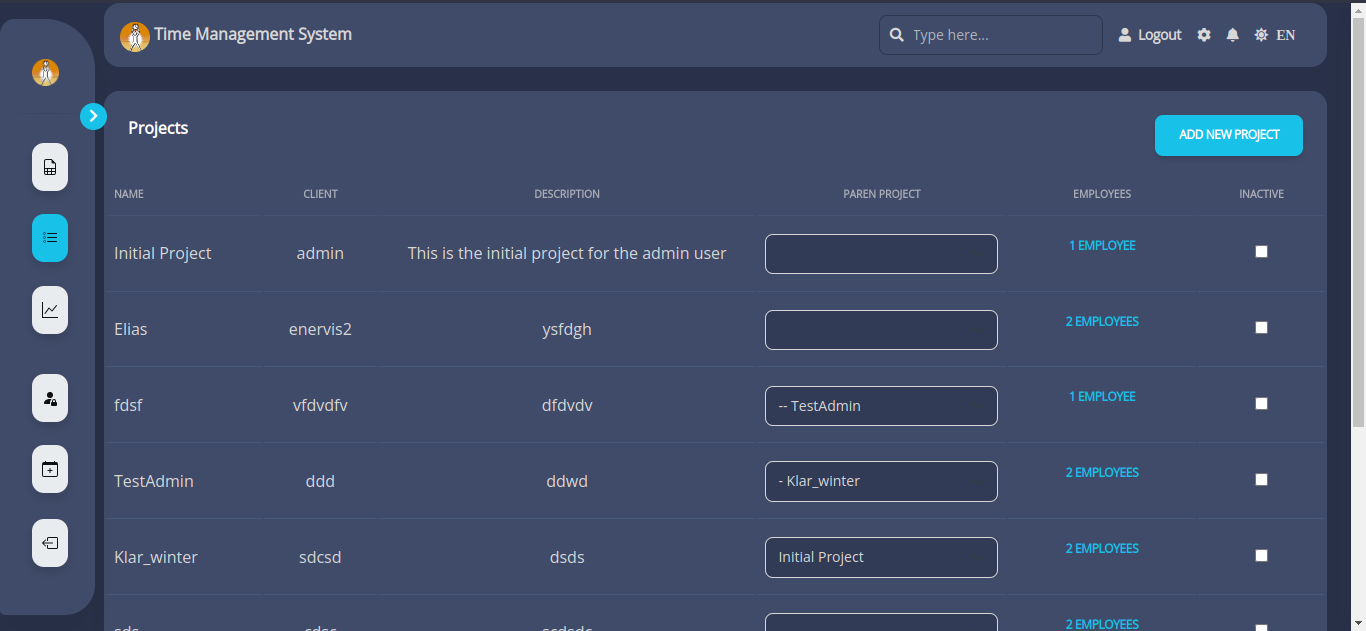 Time Management System
Type here...
Logout
EN
Projects
ADD NEW PROJECT
NAME CLIENT DESCRIPTION PAREN PROJECT EMPLOYEES INACTIVE
Initial Project admin This is the initial project for the admin user 1 EMPLOYEE
Elias enervis2 ysfdgh 2 EMPLOYEES
fdsf vfdvdfv dfdvdv -- TestAdmin 1 EMPLOYEE
TestAdmin ddd ddwd - Klar_winter 2 EMPLOYEES
Klar_winter sdcsd dsds Initial Project 2 EMPLOYEES
2 EMPLOYEES